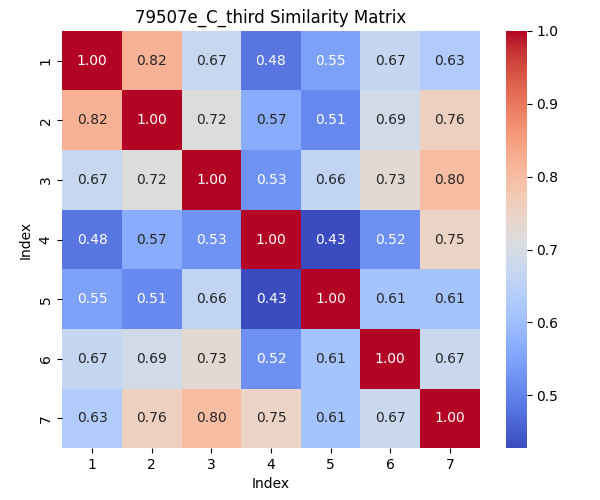 79507e_C_third Similarity Matrix
1 1.00 0.82 0.67 0.48 0.55 0.67 0.63
2 0.82 1.00 0.72 0.57 0.51 0.69 0.76
3 0.67 0.72 1.00 0.53 0.66 0.73 0.80
4 0.48 0.57 0.53 1.00 0.43 0.52 0.75
5 0.55 0.51 0.66 0.43 1.00 0.61 0.61
6 0.67 0.69 0.73 0.52 0.61 1.00 0.67
7 0.63 0.76 0.80 0.75 0.61 0.67 1.00
1 2 3 4 5 6 7
Index
Index
1.0
0.9
0.8
0.7
0.6
0.5